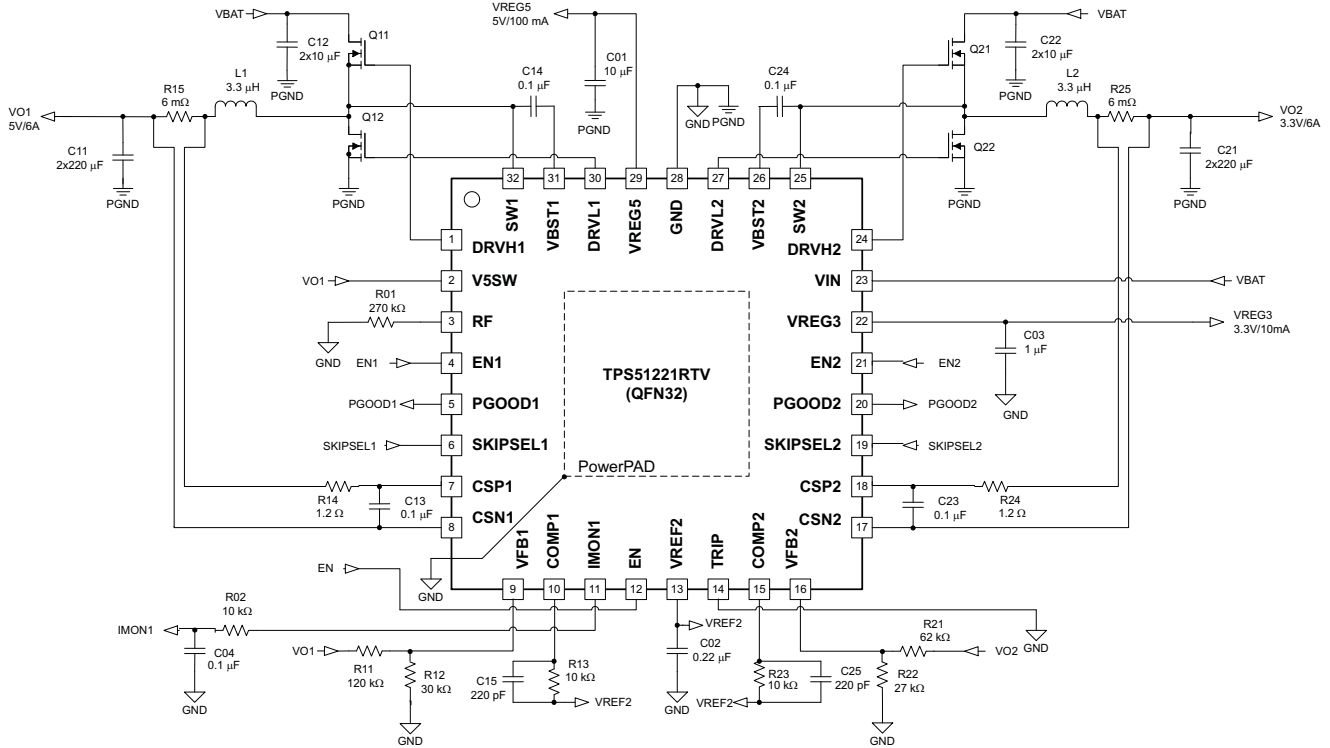 VBAT
VREG5
5V/100 mA
VBAT
Q11
C12
2x10 μF
PGND
C01
10 μF
PGND
Q21
C22
2x10 μF
PGND
R15
6 mΩ
L1
3.3 μH
C14
0.1 μF
C24
0.1 μF
L2
3.3 μH
R25
6 mΩ
VO1
5V/6A
GND
PGND
VO2
3.3V/6A
Q12
Q22
C11
2x220 μF
C21
2x220 μF
PGND
PGND
PGND
PGND
32
31
30
29
28
27
26
25
SW1
VBST1
DRVL1
VREG5
GND
DRVL2
VBST2
SW2
1
DRVH1
DRVH2
24
VO1
2
V5SW
VIN
23
VBAT
R01
270 kΩ
GND
3
RF
VREG3
22
VREG3
3.3V/10mA
C03
1 μF
GND
EN1
4
EN1
EN2
21
EN2
TPS51221RTV
(QFN32)
PGOOD1
5
PGOOD1
PGOOD2
20
PGOOD2
SKIPSEL1
6
SKIPSEL1
SKIPSEL2
19
SKIPSEL2
PowerPAD
7
CSP1
CSP2
18
R14
1.2 Ω
C13
0.1 μF
C23
0.1 μF
R24
1.2 Ω
8
CSN1
CSN2
17
VFB1
COMP1
IMON1
EN
VREF2
TRIP
COMP2
VFB2
EN
GND
9
10
11
12
13
14
15
16
R02
10 kΩ
IMON1
C04
0.1 μF
GND
VREF2
C02
0.22 μF
GND
R21
62 kΩ
VO2
GND
VO1
R11
120 kΩ
R12
30 kΩ
GND
C15
220 pF
R13
10 kΩ
VREF2
R23
10 kΩ
VREF2
C25
220 pF
R22
27 kΩ
GND